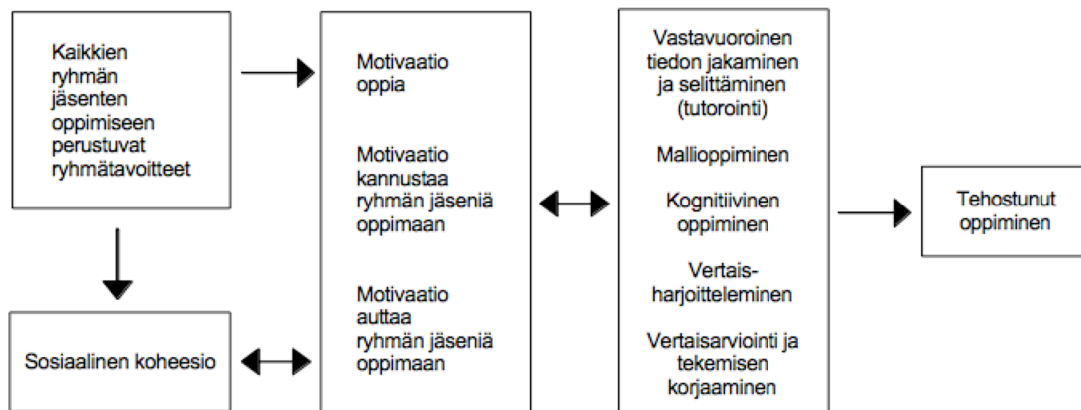 Kaikkien
ryhmän
jäsenten
oppimiseen
perustuvat
ryhmätavoitteet
Sosiaalinen koheesio
Motivaatio
oppia
Motivaatio
kannustaa
ryhmän jäseniä
oppimaan
Motivaatio
auttaa
ryhmän jäseniä
oppimaan
Vastavuoroinen
tiedon jakaminen
ja selittäminen
(tutorointi)
Mallioppiminen
Kognitiivinen
oppiminen
Vertais-
harjoitteleminen
Vertaisarviointi ja
tekemisen
korjaaminen
Tehostunut
oppiminen